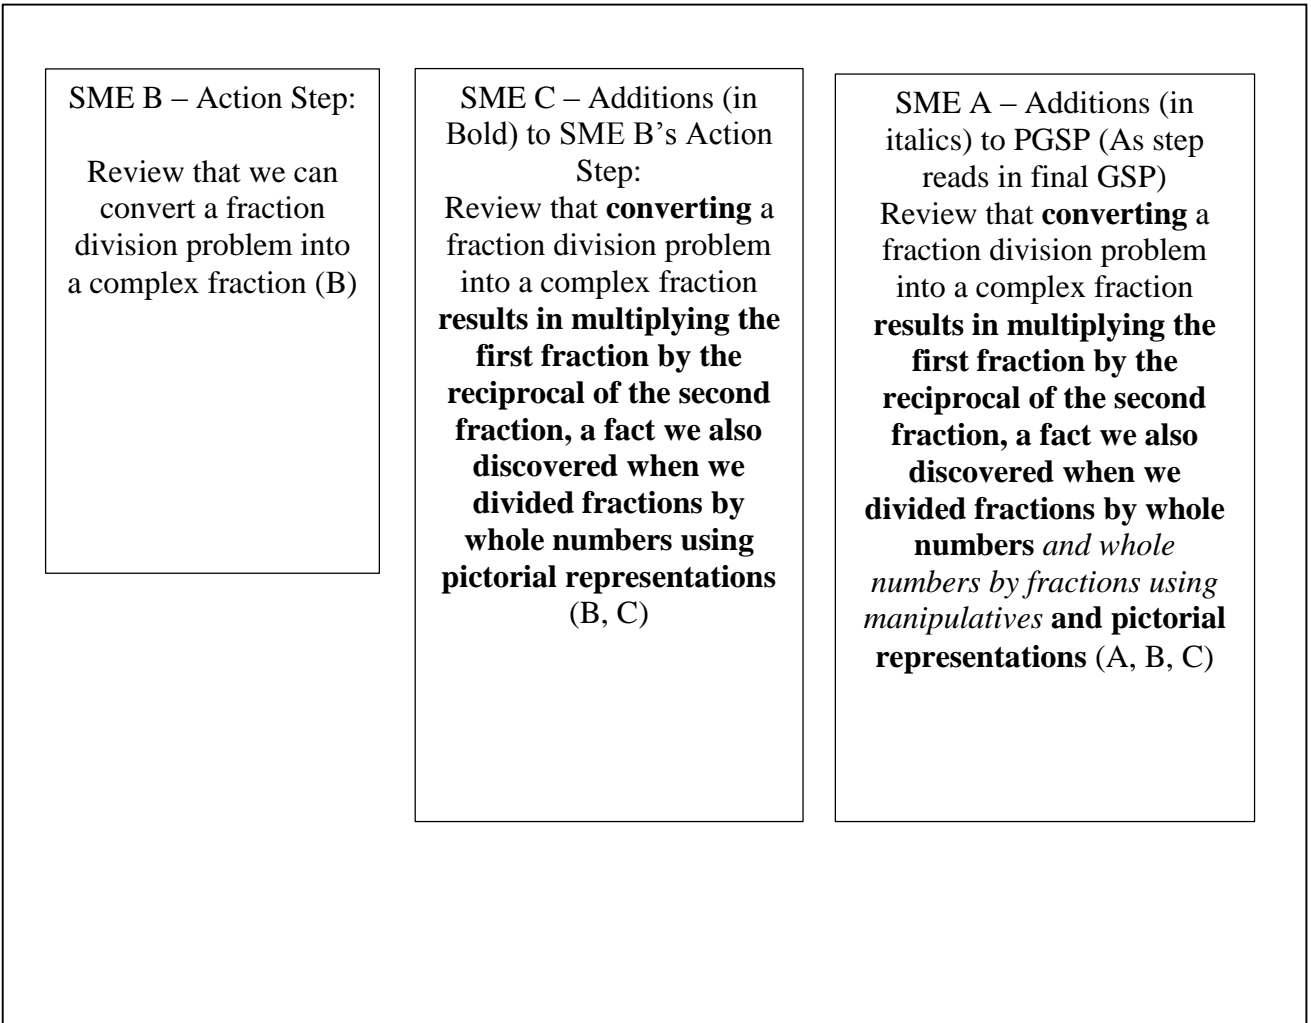 SME B – Action Step:
Review that we can
convert a fraction
division problem into
a complex fraction (B)
SME C – Additions (in
Bold) to SME B’s Action
Step:
Review that converting a
fraction division problem
into a complex fraction
results in multiplying the
first fraction by the
reciprocal of the second
fraction, a fact we also
discovered when we
divided fractions by
whole numbers using
pictorial representations
(B, C)
SME A – Additions (in
italics) to PGSP (As step
reads in final GSP)
Review that converting a
fraction division problem
into a complex fraction
results in multiplying the
first fraction by the
reciprocal of the second
fraction, a fact we also
discovered when we
divided fractions by whole
numbers and whole
numbers by fractions using
manipulatives and pictorial
representations (A, B, C)